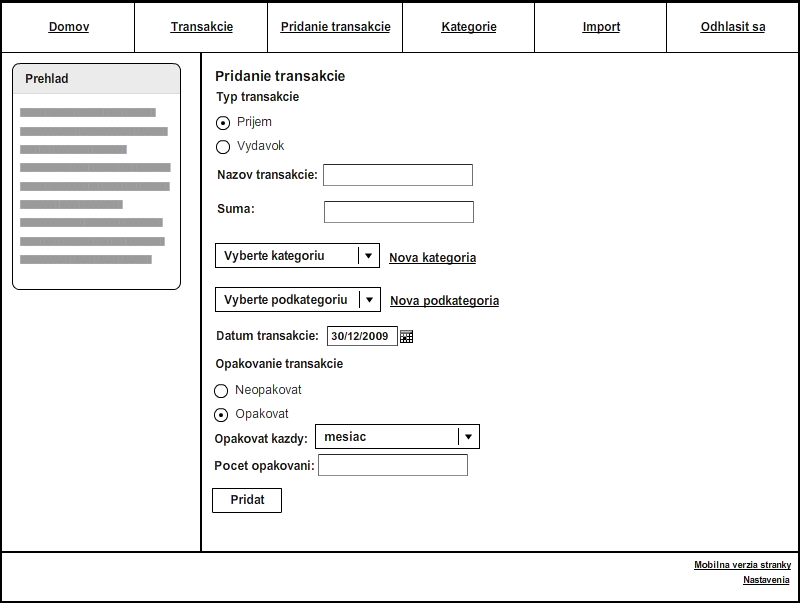 Domov Transakcie Pridanie transakcie Kategorie Import Odhlasit sa
Prehlad
Pridanie transakcie
Typ transakcie
Prijem
Vydavok
Nazov transakcie:
Suma:
Vyberte kategoriu Nova kategoria
Vyberte podkategoriu Nova podkategoria
Datum transakcie: 30/12/2009
Opakovanie transakcie
Neopakovat
Opakovat
Opakovat kazdy: mesiac
Pocet opakovani:
Pridat
Mobilna verzia stranky
Nastavenia